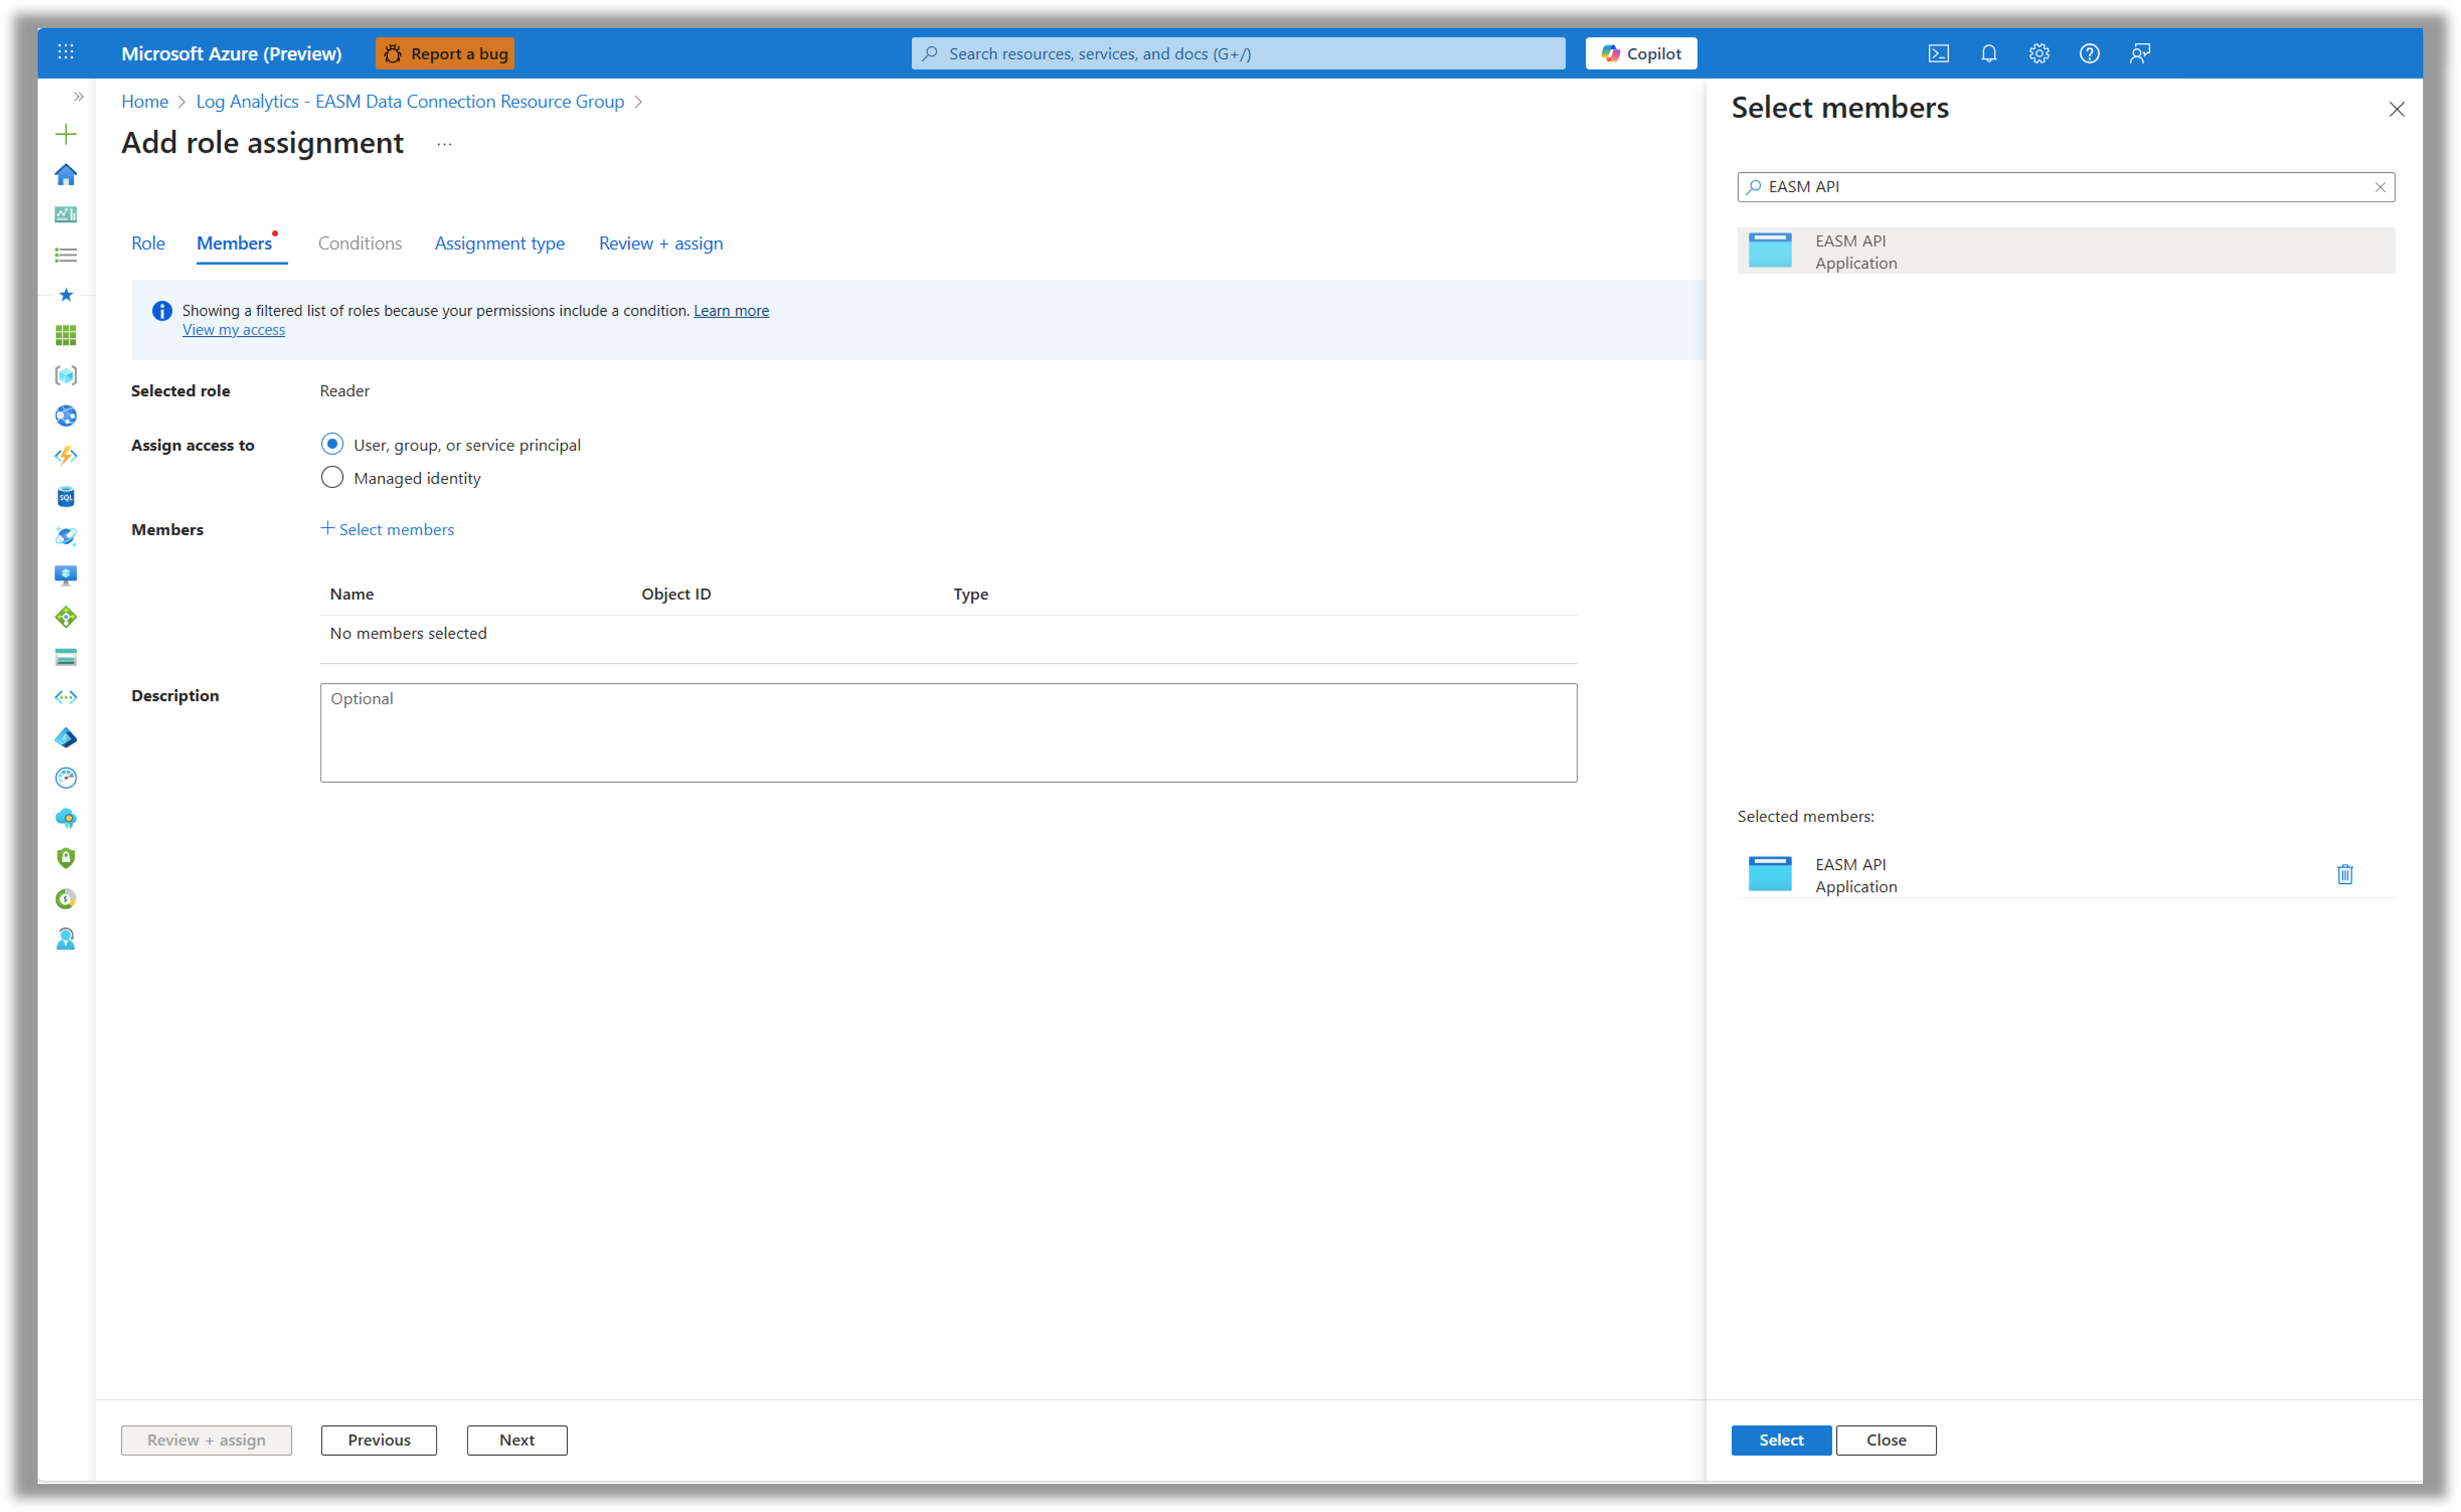 Microsoft Azure (Preview)
Report a bug
Search resources, services, and docs (G+/)
Copilot
Home > Log Analytics - EASM Data Connection Resource Group >
Add role assignment ...
Role
Members
Conditions
Assignment type
Review + assign
Showing a filtered list of roles because your permissions include a condition. Learn more
View my access
Selected role
Reader
Assign access to
User, group, or service principal
Managed identity
Members
+ Select members
Name
Object ID
Type
No members selected
Description
Optional
Review + assign
Previous
Next
Select members
EASM API
EASM API
Application
Selected members:
EASM API
Application
Select
Close
SQL